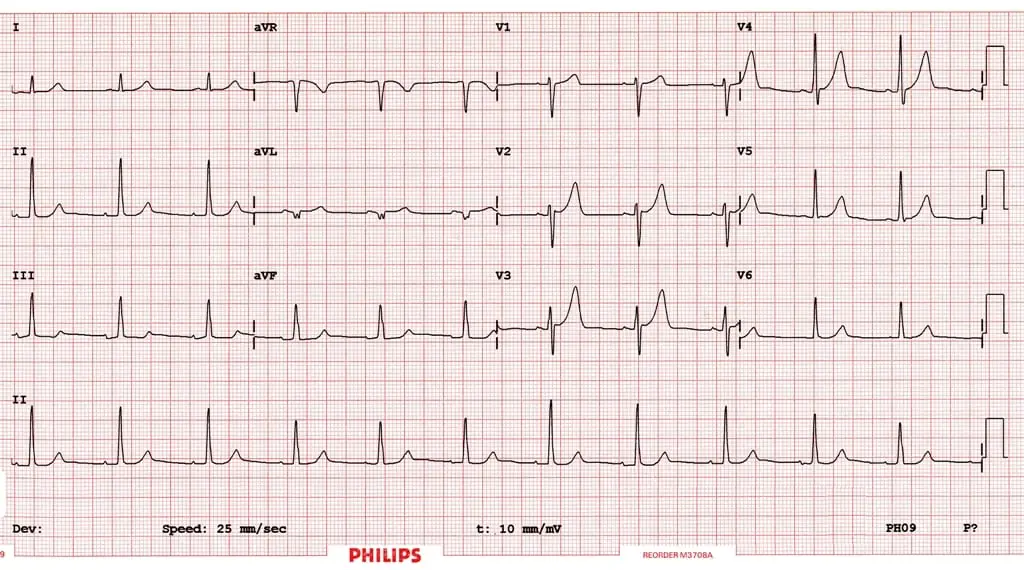 I aVR V1 V4
II aVL V2 V5
III aVF V3 V6
II
Dev: Speed: 25 mm/sec t: 10 mm/mV PH09 P?
9 PHILIPS REORDER M3708A